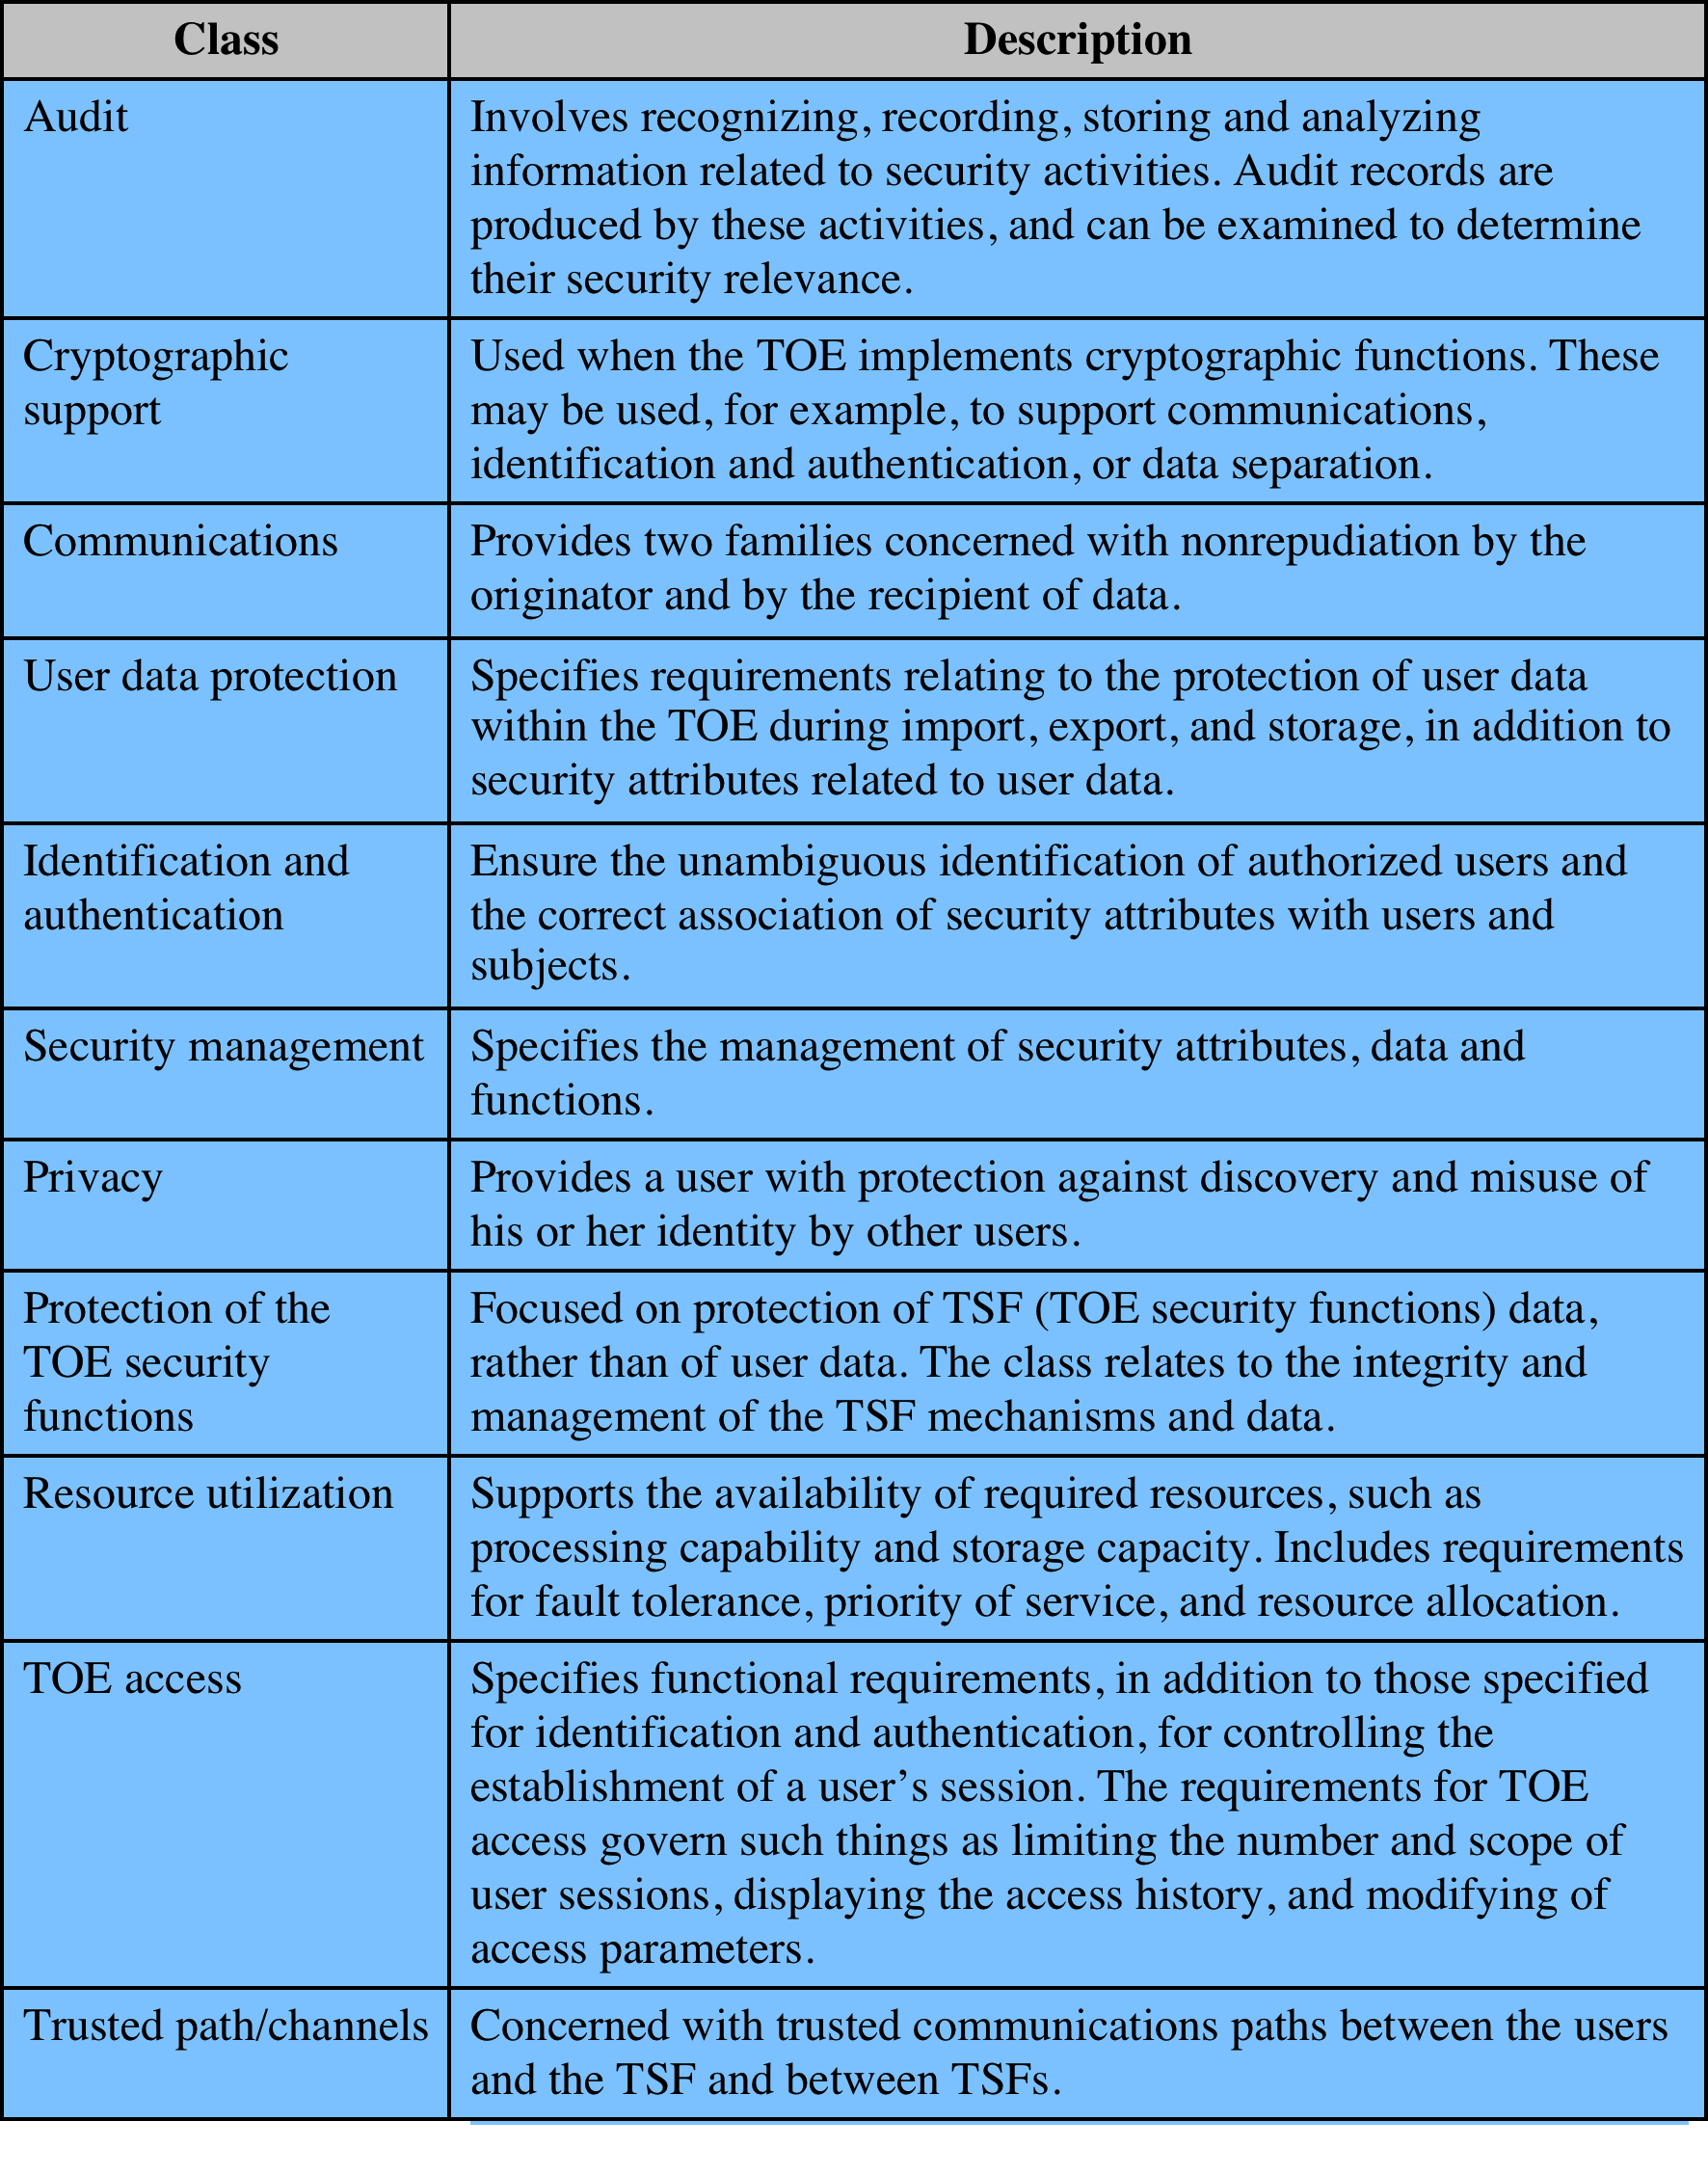 Class
Description
Audit
Involves recognizing, recording, storing and analyzing
information related to security activities. Audit records are
produced by these activities, and can be examined to determine
their security relevance.
Cryptographic
support
Used when the TOE implements cryptographic functions. These
may be used, for example, to support communications,
identification and authentication, or data separation.
Communications
Provides two families concerned with nonrepudiation by the
originator and by the recipient of data.
User data protection
Specifies requirements relating to the protection of user data
within the TOE during import, export, and storage, in addition to
security attributes related to user data.
Identification and
authentication
Ensure the unambiguous identification of authorized users and
the correct association of security attributes with users and
subjects.
Security management
Specifies the management of security attributes, data and
functions.
Privacy
Provides a user with protection against discovery and misuse of
his or her identity by other users.
Protection of the
TOE security
functions
Focused on protection of TSF (TOE security functions) data,
rather than of user data. The class relates to the integrity and
management of the TSF mechanisms and data.
Resource utilization
Supports the availability of required resources, such as
processing capability and storage capacity. Includes requirements
for fault tolerance, priority of service, and resource allocation.
TOE access
Specifies functional requirements, in addition to those specified
for identification and authentication, for controlling the
establishment of a user’s session. The requirements for TOE
access govern such things as limiting the number and scope of
user sessions, displaying the access history, and modifying of
access parameters.
Trusted path/channels
Concerned with trusted communications paths between the users
and the TSF and between TSFs.